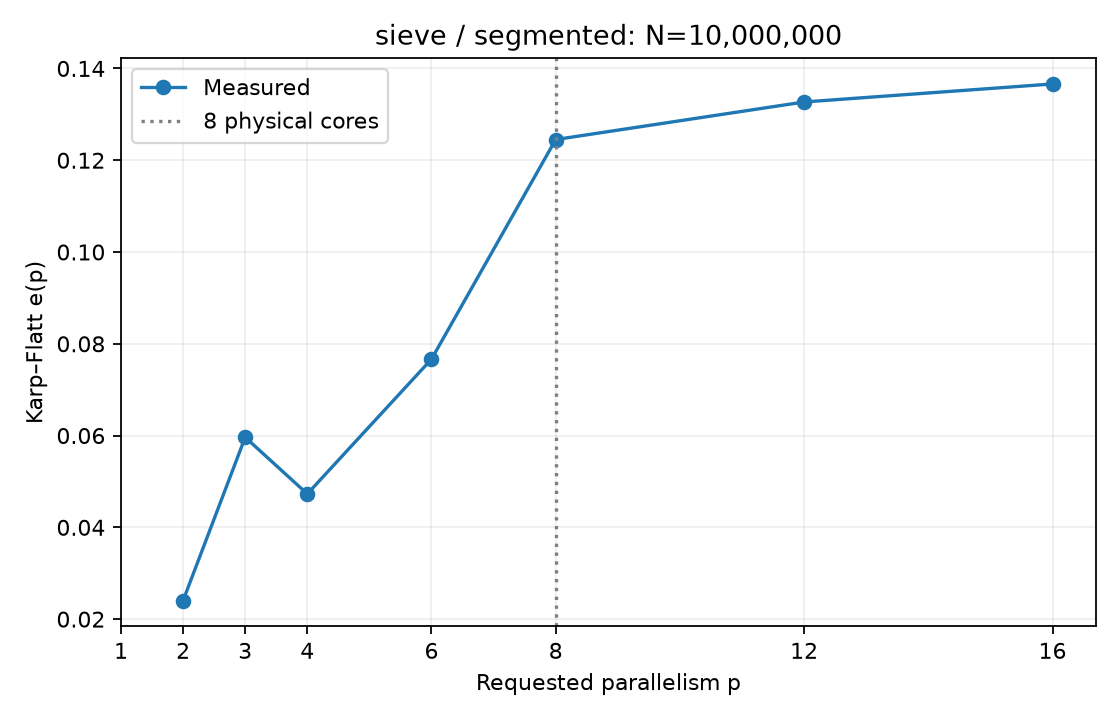 sieve / segmented: N=10,000,000
Measured
8 physical cores
Karp–Flatt e(p)
0.14
0.12
0.10
0.08
0.06
0.04
0.02
1 2 3 4 6 8 12 16
Requested parallelism p